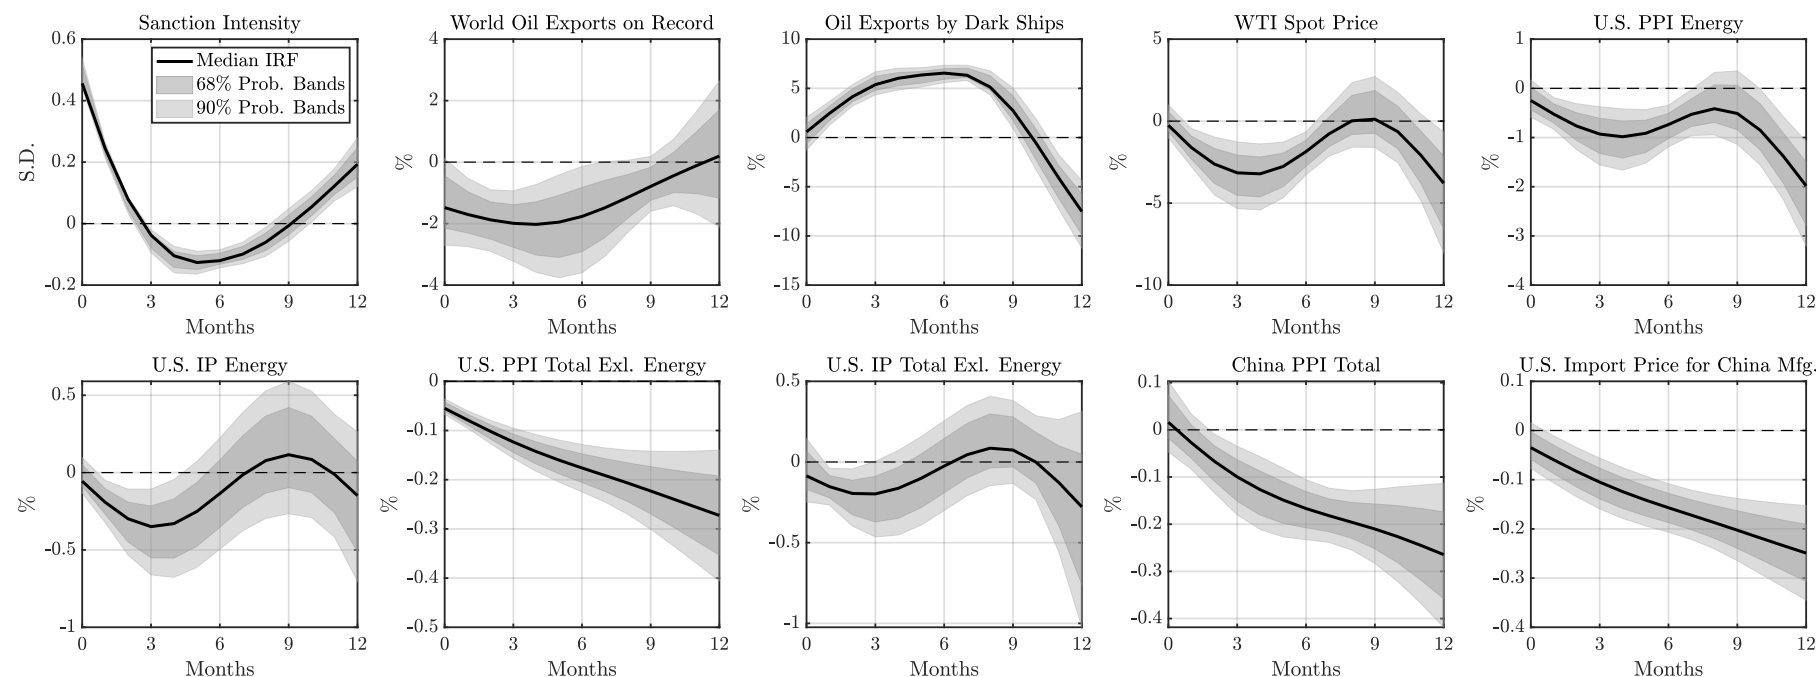 Sanction Intensity
0.6
0.4
0.2
0
-0.2
S.D.
Median IRF
68% Prob. Bands
90% Prob. Bands
0 3 6 9 12
Months
World Oil Exports on Record
4
2
0
-2
-4
%
0 3 6 9 12
Months
Oil Exports by Dark Ships
10
5
0
-5
-10
-15
%
0 3 6 9 12
Months
WTI Spot Price
5
0
-5
-10
%
0 3 6 9 12
Months
U.S. PPI Energy
1
0
-1
-2
-3
-4
%
0 3 6 9 12
Months
U.S. IP Energy
0.5
0
-0.5
-1
%
0 3 6 9 12
Months
U.S. PPI Total Exl. Energy
0
-0.1
-0.2
-0.3
-0.4
-0.5
%
0 3 6 9 12
Months
U.S. IP Total Exl. Energy
0.5
0
-0.5
-1
%
0 3 6 9 12
Months
China PPI Total
0.1
0
-0.1
-0.2
-0.3
-0.4
%
0 3 6 9 12
Months
U.S. Import Price for China Mfg.
0.1
0
-0.1
-0.2
-0.3
-0.4
%
0 3 6 9 12
Months